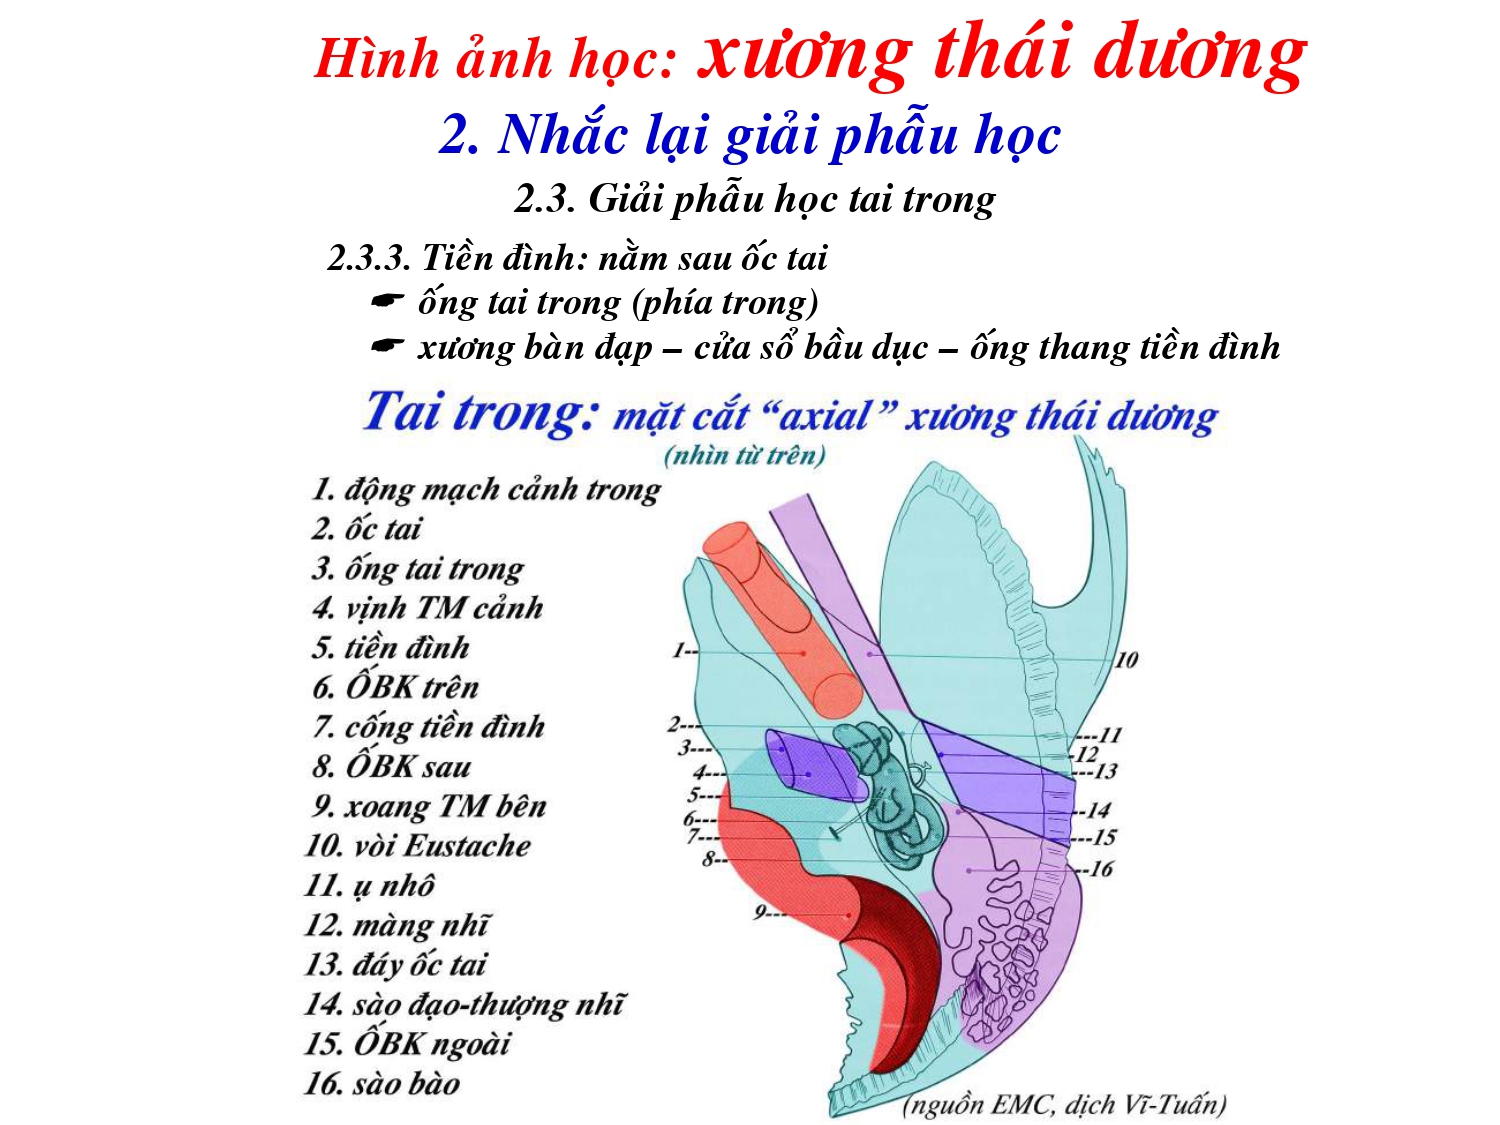 Hình ảnh học: xương thái dương
2. Nhắc lại giải phẫu học
2.3. Giải phẫu học tai trong
2.3.3. Tiền đình: nằm sau ốc tai
☛ ống tai trong (phía trong)
☛ xương bàn đạp – cửa sổ bầu dục – ống thang tiền đình
Tai trong: mặt cắt “axial” xương thái dương
(nhìn từ trên)
1. động mạch cảnh trong
2. ốc tai
3. ống tai trong
4. vịnh TM cảnh
5. tiền đình
6. ỐBK trên
7. cống tiền đình
8. ỐBK sau
9. xoang TM bên
10. vòi Eustache
11. ụ nhô
12. màng nhĩ
13. đáy ốc tai
14. sào đạo-thượng nhĩ
15. ỐBK ngoài
16. sào bào
1--
2---
3---
4---
5---
6---
7---
8--
9---
10
---11
-12
---13
--14
---15
--16
(nguồn EMC, dịch Vĩ-Tuấn)